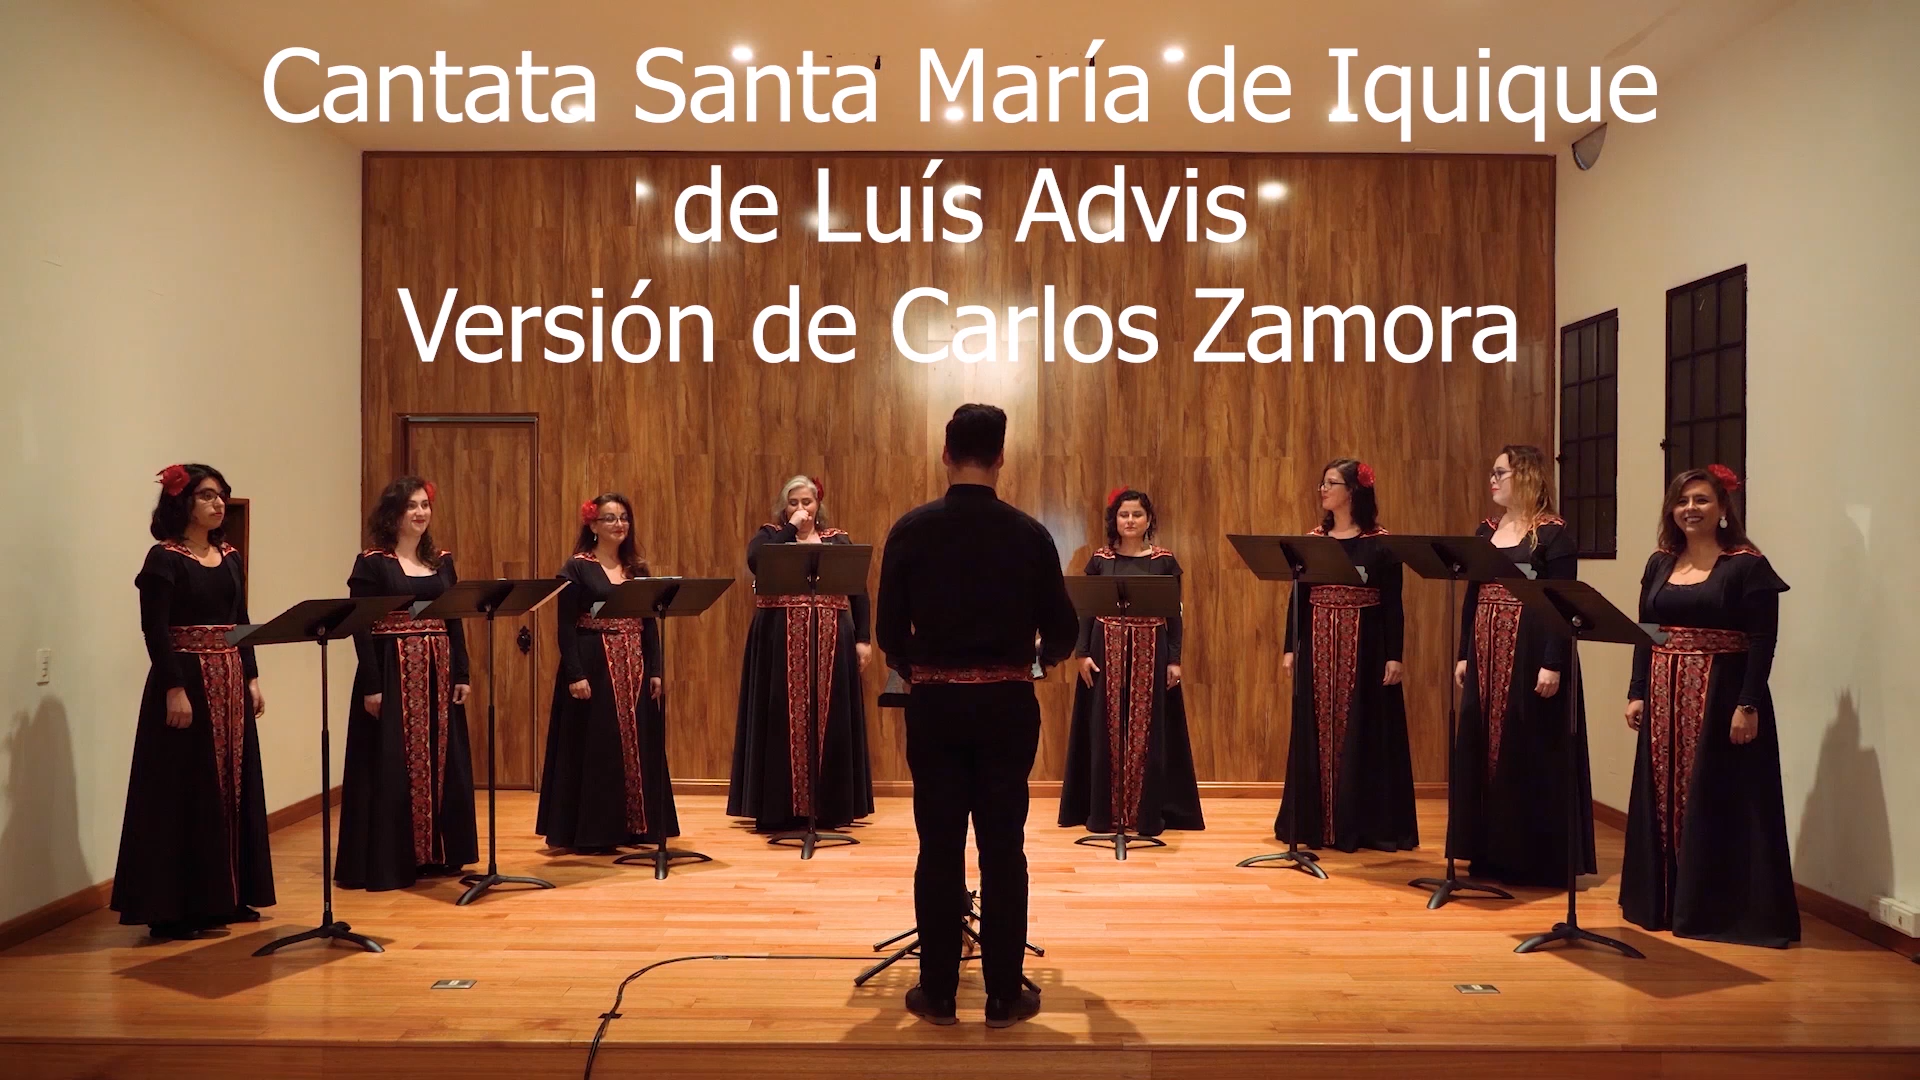 Cantata Santa María de Iquique
de Luís Advis
Versión de Carlos Zamora